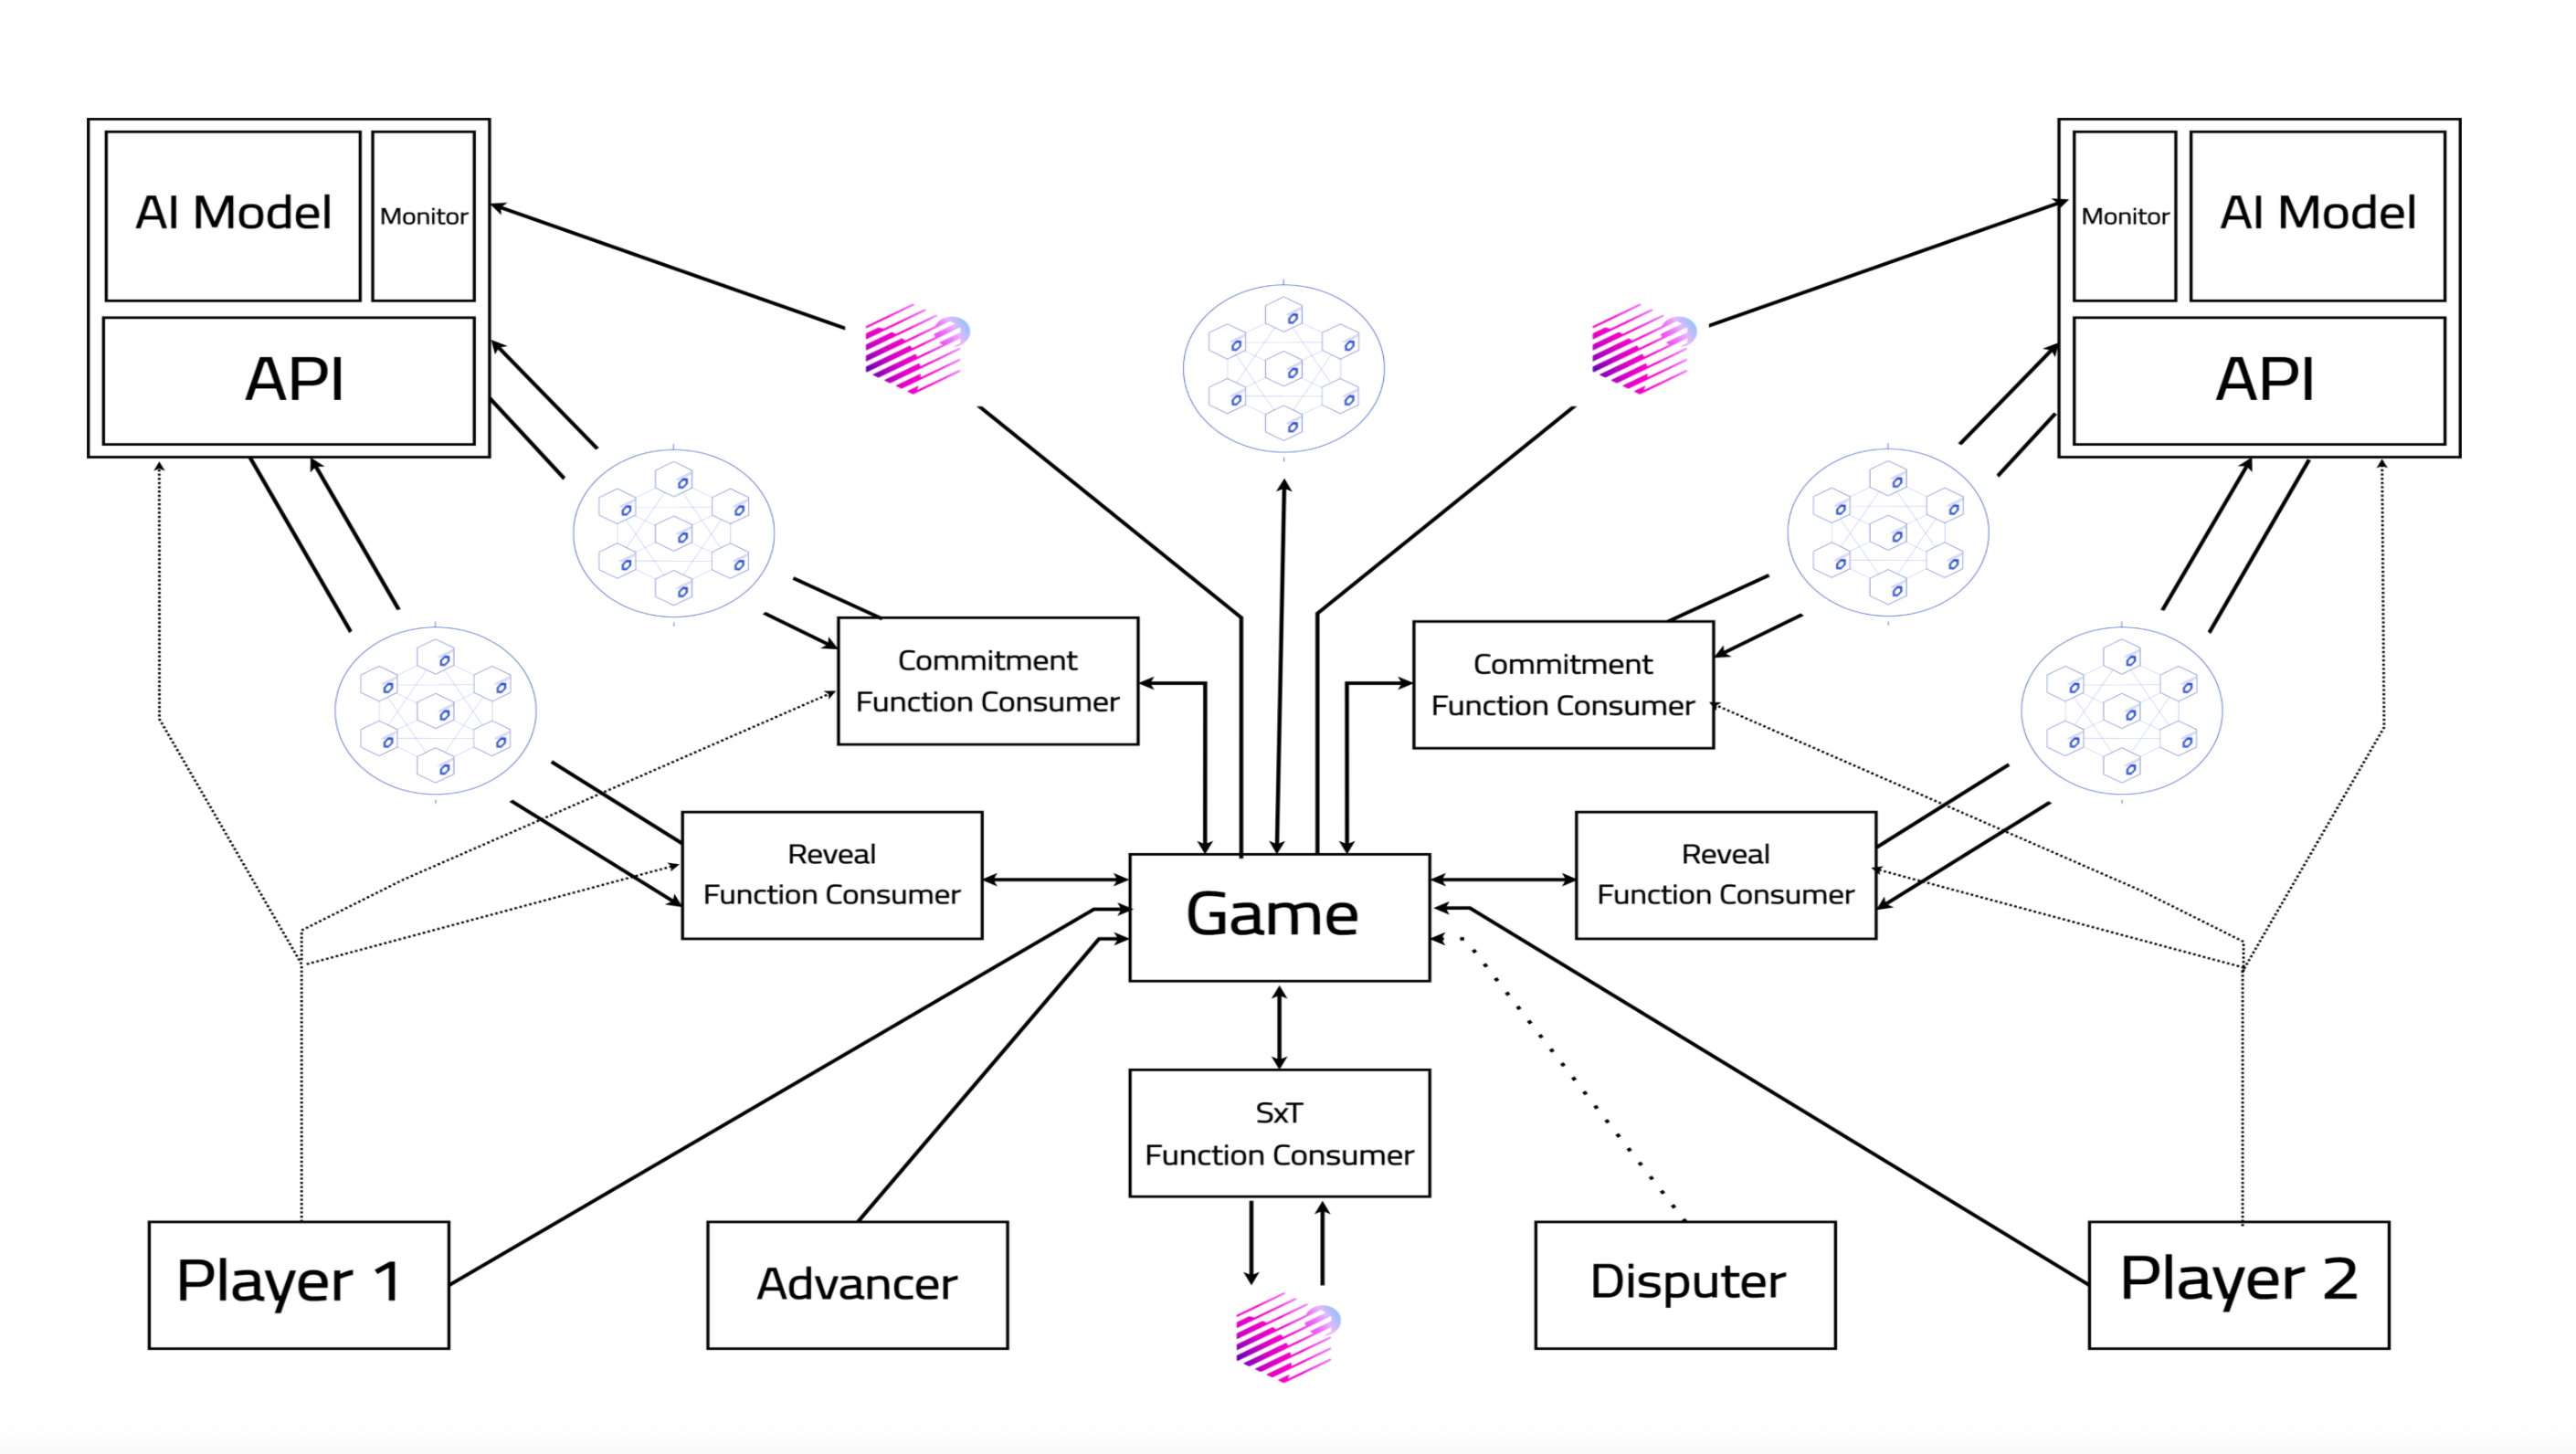 AI Model
Monitor
API
Monitor
AI Model
API
Commitment
Function Consumer
Commitment
Function Consumer
Reveal
Function Consumer
Game
Reveal
Function Consumer
SxT
Function Consumer
Player 1
Advancer
Disputer
Player 2